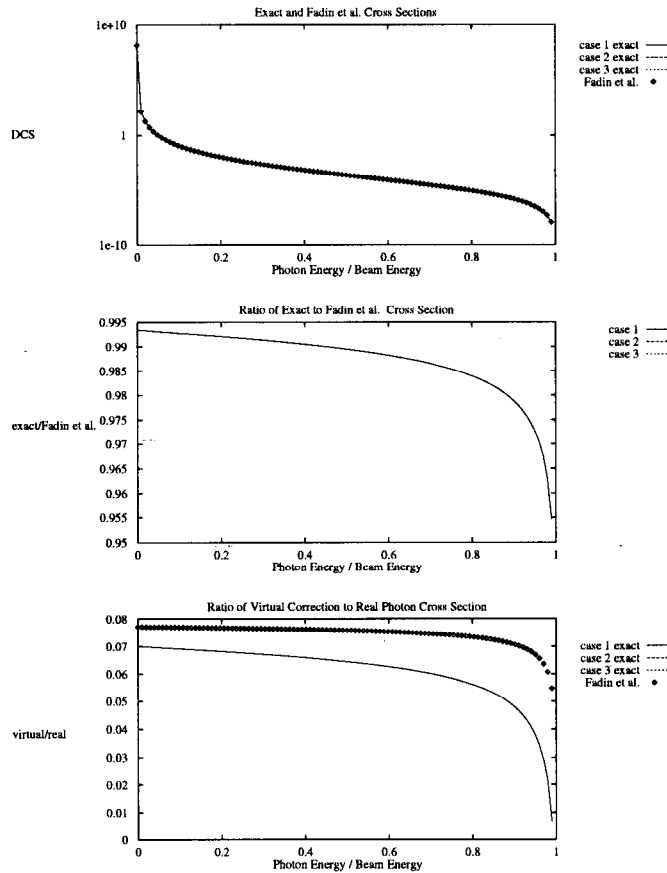 Exact and Fadin et al. Cross Sections
1e+10
1
1e-10
DCS
0 0.2 0.4 0.6 0.8 1
Photon Energy / Beam Energy
case 1 exact
case 2 exact
case 3 exact
Fadin et al.
Ratio of Exact to Fadin et al. Cross Section
0.995
0.99
0.985
0.98
0.975
0.97
0.965
0.96
0.955
0.95
exact/Fadin et al.
0 0.2 0.4 0.6 0.8 1
Photon Energy / Beam Energy
case 1
case 2
case 3
Ratio of Virtual Correction to Real Photon Cross Section
0.08
0.07
0.06
0.05
0.04
0.03
0.02
0.01
0
virtual/real
0 0.2 0.4 0.6 0.8 1
Photon Energy / Beam Energy
case 1 exact
case 2 exact
case 3 exact
Fadin et al.